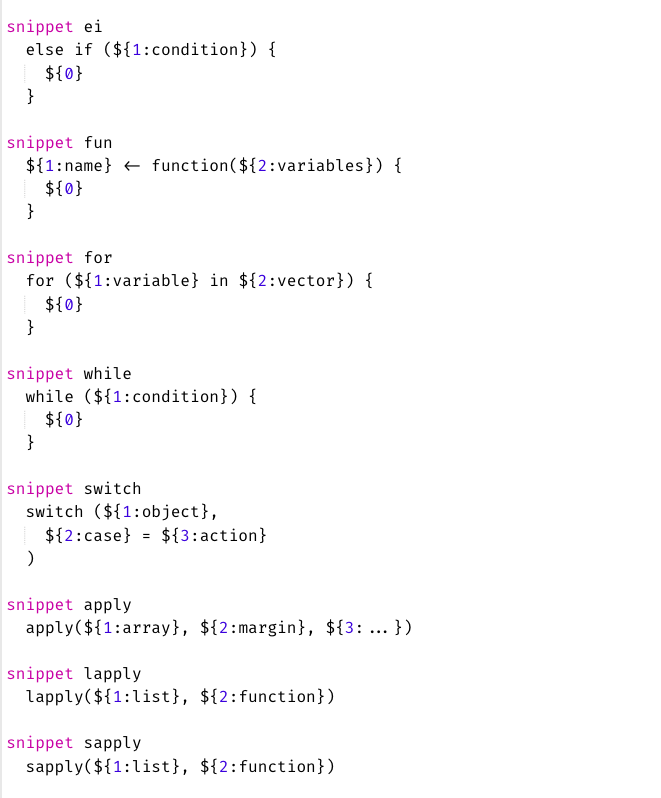 snippet ei
  else if (${1:condition}) {
    ${0}
  }

snippet fun
  ${1:name} <- function(${2:variables}) {
    ${0}
  }

snippet for
  for (${1:variable} in ${2:vector}) {
    ${0}
  }

snippet while
  while (${1:condition}) {
    ${0}
  }

snippet switch
  switch (${1:object},
    ${2:case} = ${3:action}
  )

snippet apply
  apply(${1:array}, ${2:margin}, ${3:...})

snippet lapply
  lapply(${1:list}, ${2:function})

snippet sapply
  sapply(${1:list}, ${2:function})